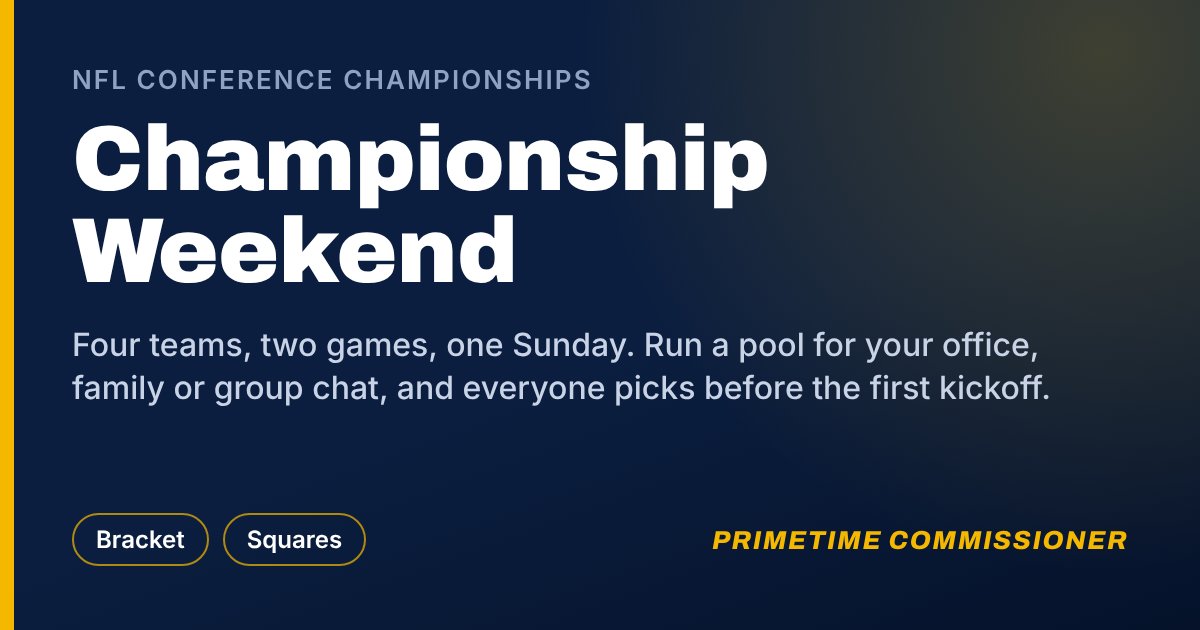 NFL CONFERENCE CHAMPIONSHIPS
Championship
Weekend
Four teams, two games, one Sunday. Run a pool for your office,
family or group chat, and everyone picks before the first kickoff.
Bracket
Squares
PRIMETIME COMMISSIONER